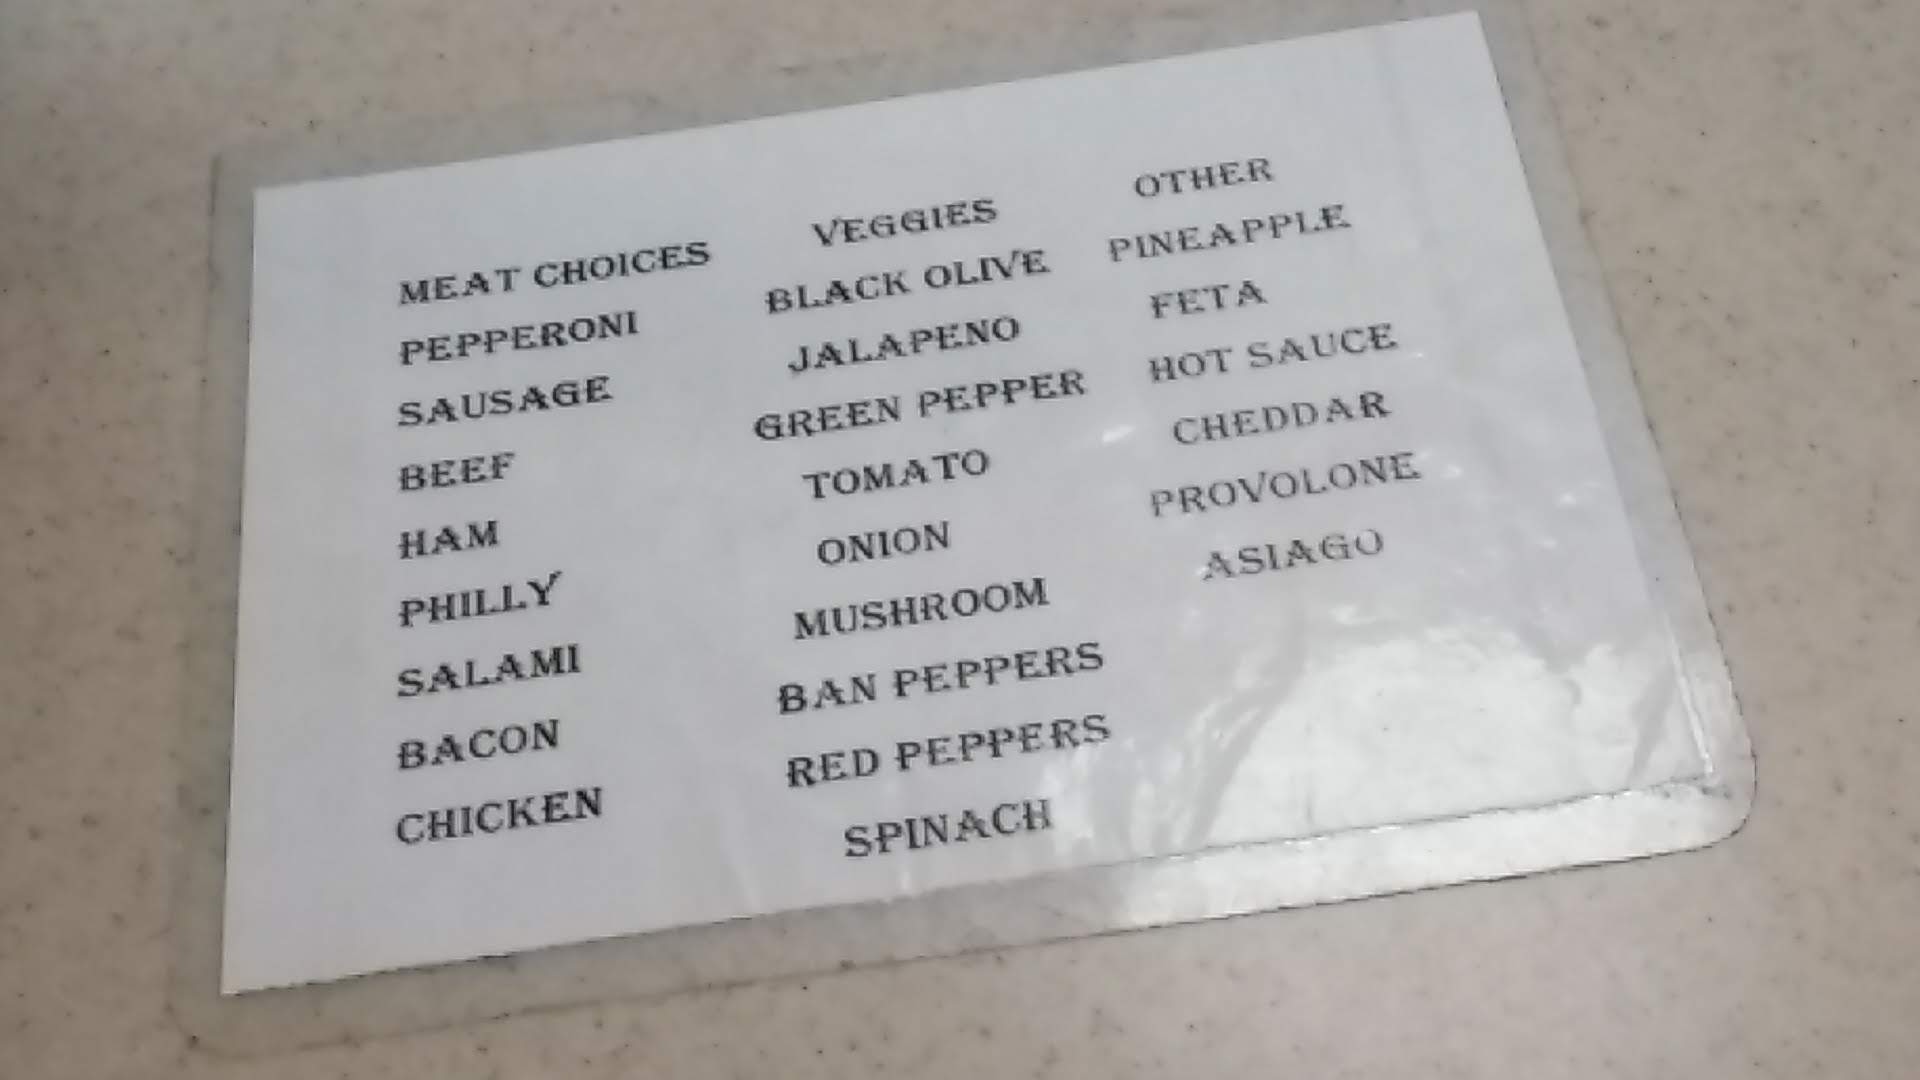 MEAT CHOICES
PEPPERONI
SAUSAGE
BEEF
HAM
PHILLY
SALAMI
BACON
CHICKEN
VEGGIES
BLACK OLIVE
JALAPENO
GREEN PEPPER
TOMATO
ONION
MUSHROOM
BAN PEPPERS
RED PEPPERS
SPINACH
OTHER
PINEAPPLE
FETA
HOT SAUCE
CHEDDAR
PROVOLONE
ASIAGO